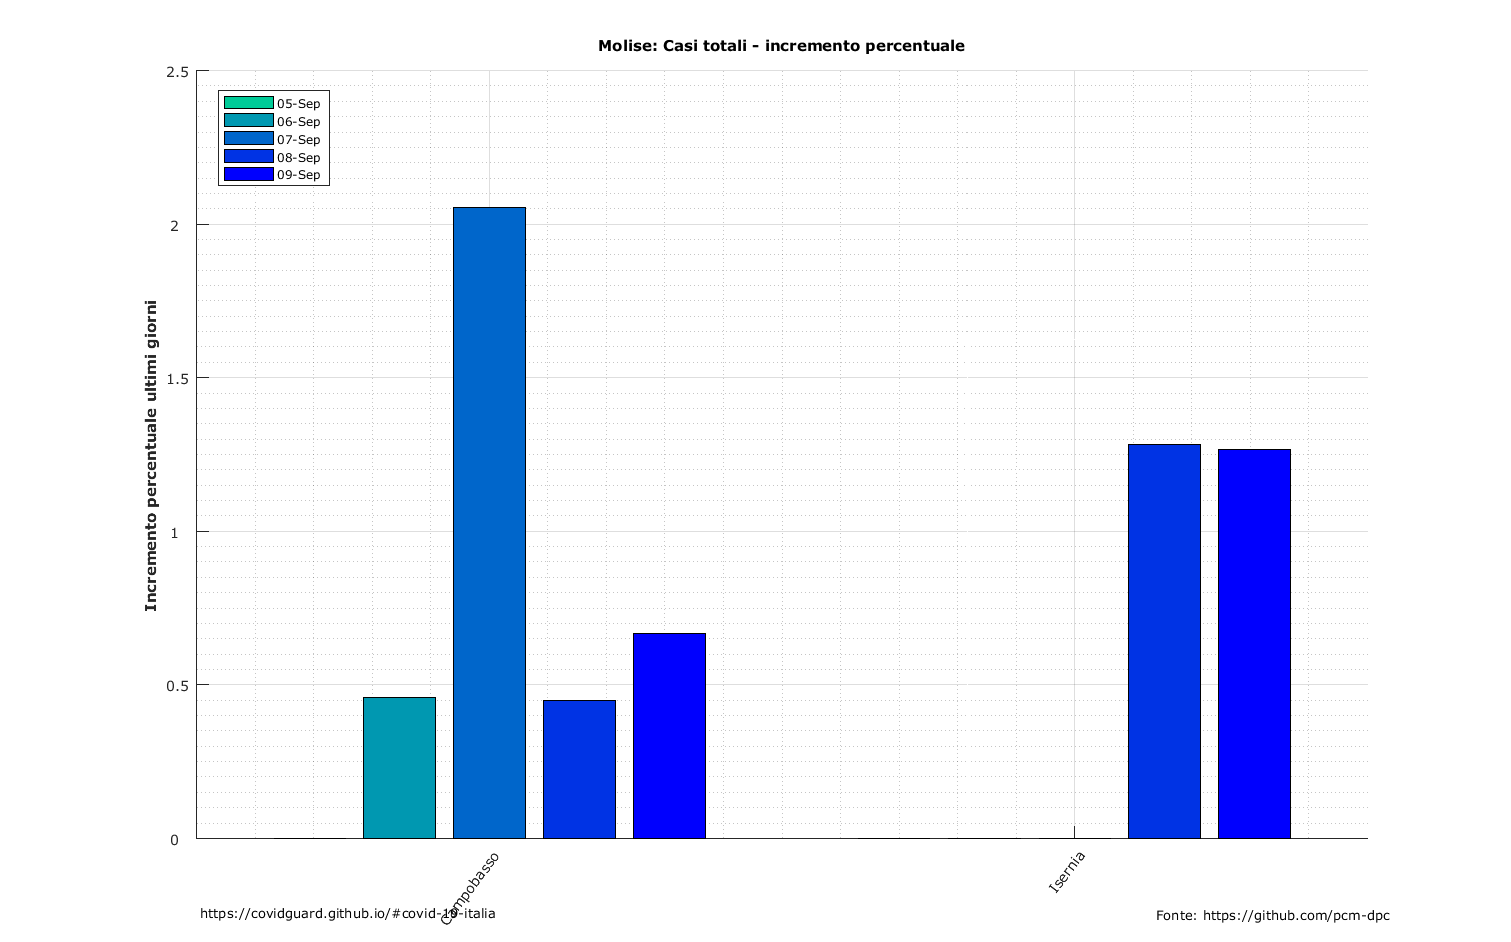 Molise: Casi totali - incremento percentuale
2.5
2
1.5
1
0.5
0
Incremento percentuale ultimi giorni
05-Sep
06-Sep
07-Sep
08-Sep
09-Sep
Campobasso
Isernia
https://covidguard.github.io/#covid-19-italia
Fonte: https://github.com/pcm-dpc